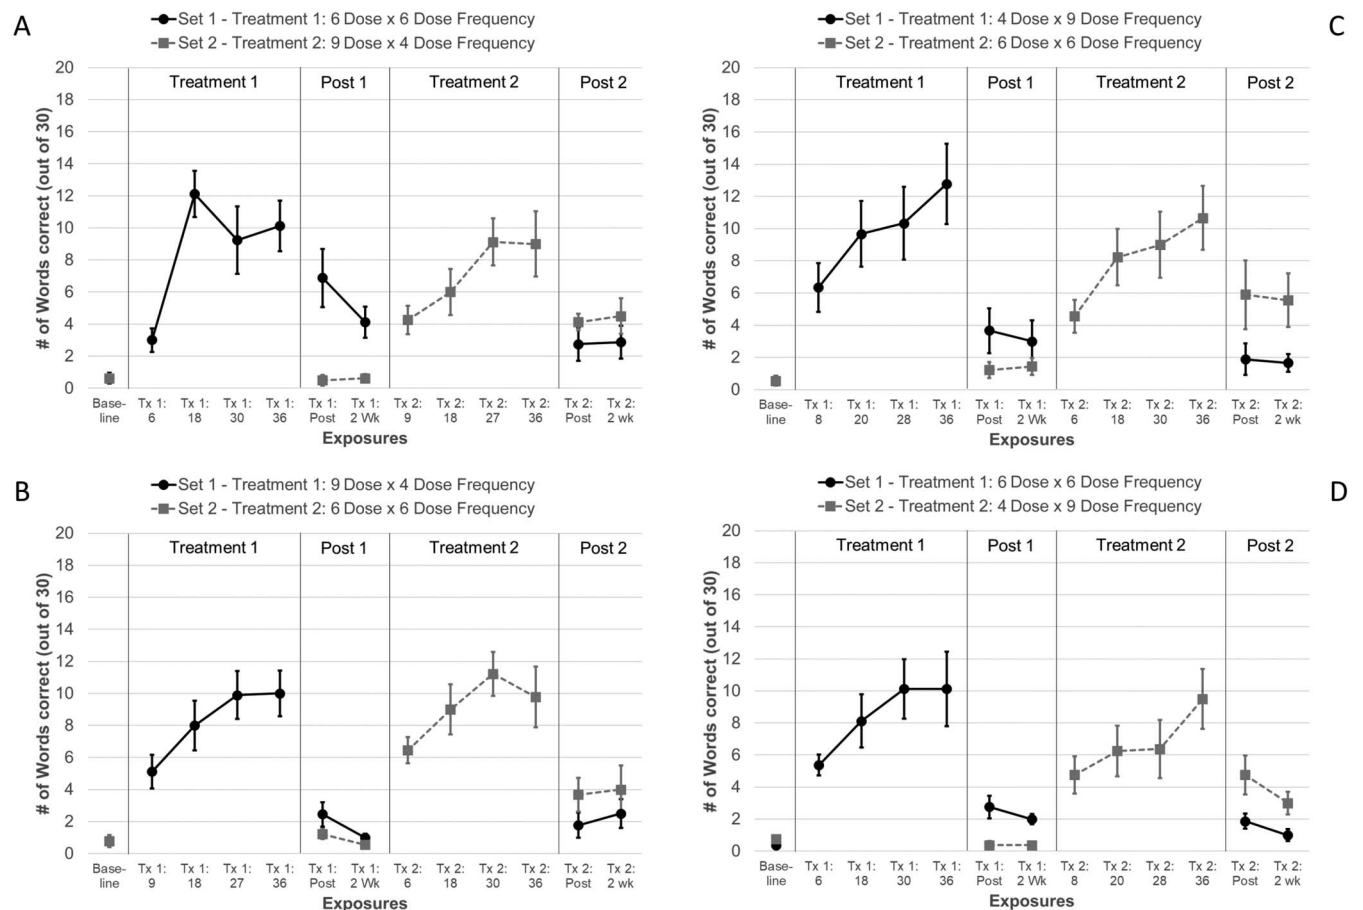 A
Set 1 - Treatment 1: 6 Dose x 6 Dose Frequency
Set 2 - Treatment 2: 9 Dose x 4 Dose Frequency
# of Words correct (out of 30)
20
18
16
14
12
10
8
6
4
2
0
Treatment 1
Post 1
Treatment 2
Post 2
Base- Tx 1: Tx 1: Tx 1: Tx 1: Tx 1: Tx 1: Tx 2: Tx 2: Tx 2: Tx 2: Tx 2: Tx 2:
line 6 18 30 36 Post 2 Wk 9 18 27 36 Post 2 wk
Exposures
C
Set 1 - Treatment 1: 4 Dose x 9 Dose Frequency
Set 2 - Treatment 2: 6 Dose x 6 Dose Frequency
# of Words correct (out of 30)
20
18
16
14
12
10
8
6
4
2
0
Treatment 1
Post 1
Treatment 2
Post 2
Base- Tx 1: Tx 1: Tx 1: Tx 1: Tx 1: Tx 1: Tx 2: Tx 2: Tx 2: Tx 2: Tx 2: Tx 2:
line 8 20 28 36 Post 2 Wk 6 18 30 36 Post 2 wk
Exposures
B
Set 1 - Treatment 1: 9 Dose x 4 Dose Frequency
Set 2 - Treatment 2: 6 Dose x 6 Dose Frequency
# of Words correct (out of 30)
20
18
16
14
12
10
8
6
4
2
0
Treatment 1
Post 1
Treatment 2
Post 2
Base- Tx 1: Tx 1: Tx 1: Tx 1: Tx 1: Tx 1: Tx 2: Tx 2: Tx 2: Tx 2: Tx 2: Tx 2:
line 9 18 27 36 Post 2 Wk 6 18 30 36 Post 2 wk
Exposures
D
Set 1 - Treatment 1: 6 Dose x 6 Dose Frequency
Set 2 - Treatment 2: 4 Dose x 9 Dose Frequency
# of Words correct (out of 30)
20
18
16
14
12
10
8
6
4
2
0
Treatment 1
Post 1
Treatment 2
Post 2
Base- Tx 1: Tx 1: Tx 1: Tx 1: Tx 1: Tx 1: Tx 2: Tx 2: Tx 2: Tx 2: Tx 2: Tx 2:
line 6 18 30 36 Post 2 Wk 8 20 28 36 Post 2 wk
Exposures